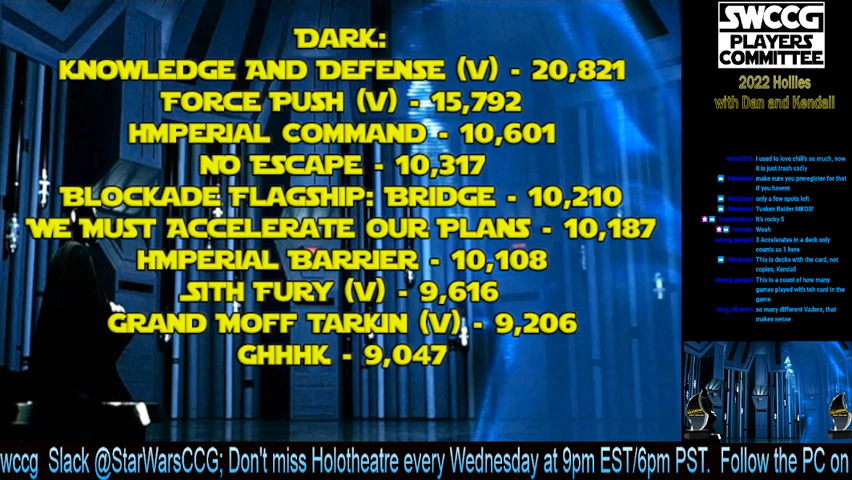 DARK:
KNOWLEDGE AND DEFENSE (V) - 20,821
FORCE PUSH (V) - 15,792
IMPERIAL COMMAND - 10,601
NO ESCAPE - 10,317
BLOCKADE FLAGSHIP: BRIDGE - 10,210
WE MUST ACCELERATE OUR PLANS - 10,187
IMPERIAL BARRIER - 10,108
SITH FURY (V) - 9,616
GRAND MOFF TARKIN (V) - 9,206
GHHHK - 9,047
SWCCG
PLAYERS
COMMITTEE
2022 Hollies
with Dan and Kendall
I used to love chili's so much, now
it is just trash sadly
make sure you preregister for that
if you havent
only a few spots left
Tusken Raider MKOS!
It's rocky 5
Woah
3 Accelerates in a deck only
counts as 1 here
This is decks with the card, not
copies, Kendall
This is a count of how many
games played with teh card in the
game
so many different Vaders, that
makes sense
wccg Slack @StarWarsCCG; Don't miss Holotheatre every Wednesday at 9pm EST/6pm PST. Follow the PC on